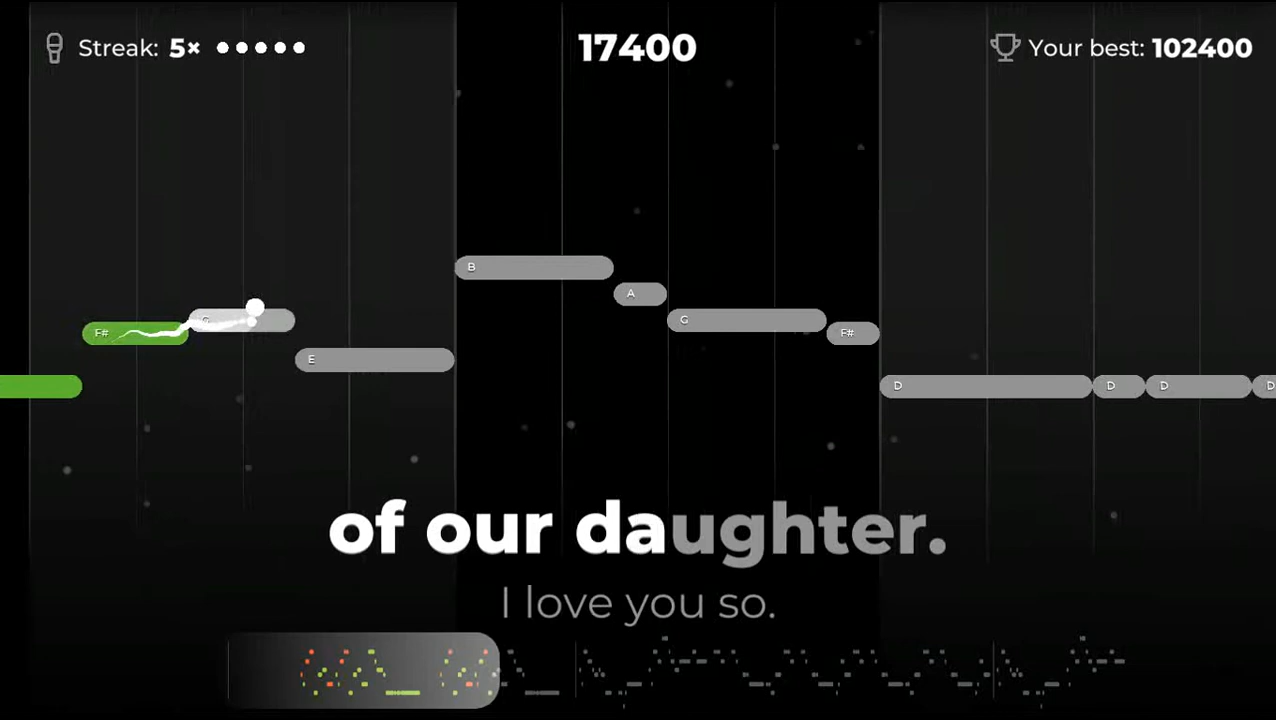 Streak: 5× 17400 Your best: 102400
B
A
F# G G F#
E
D D D D
of our daughter.
I love you so.